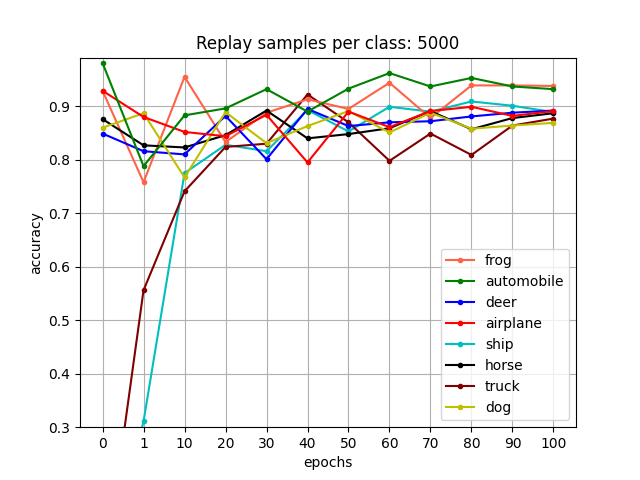 Replay samples per class: 5000
accuracy
0.9
0.8
0.7
0.6
0.5
0.4
0.3
frog
automobile
deer
airplane
ship
horse
truck
dog
0 1 10 20 30 40 50 60 70 80 90 100
epochs